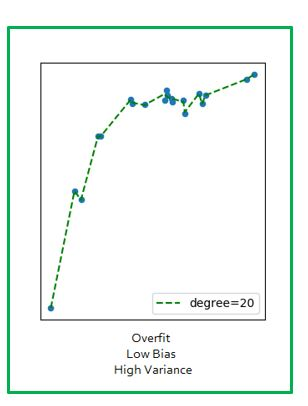 degree=20
Overfit
Low Bias
High Variance